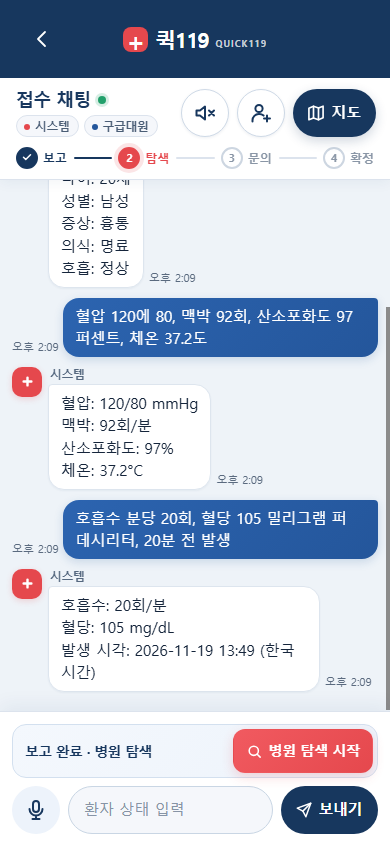 퀵119 QUICK119
접수 채팅
시스템 구급대원
지도
보고 2 탐색 3 문의 4 확정
성별: 남성
증상: 흉통
의식: 명료
호흡: 정상
오후 2:09
혈압 120에 80, 맥박 92회, 산소포화도 97
퍼센트, 체온 37.2도
오후 2:09
시스템
혈압: 120/80 mmHg
맥박: 92회/분
산소포화도: 97%
체온: 37.2°C
오후 2:09
호흡수 분당 20회, 혈당 105 밀리그램 퍼
데시리터, 20분 전 발생
오후 2:09
시스템
호흡수: 20회/분
혈당: 105 mg/dL
발생 시각: 2026-11-19 13:49 (한국
시간)
오후 2:09
보고 완료 · 병원 탐색
병원 탐색 시작
환자 상태 입력
보내기